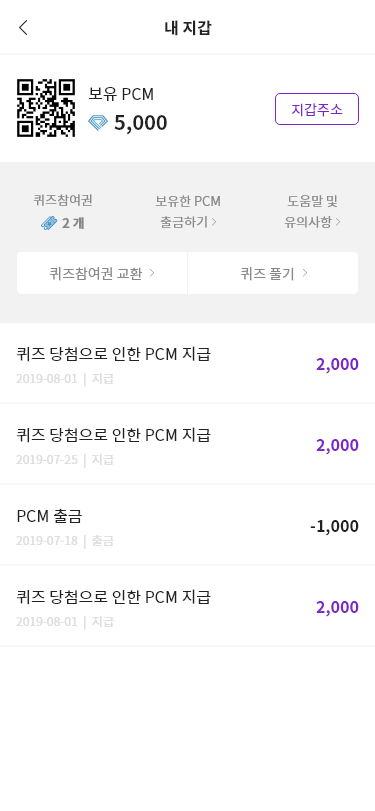 내 지갑
보유 PCM
5,000
지갑주소
퀴즈참여권
2 개
보유한 PCM
출금하기
도움말 및
유의사항
퀴즈참여권 교환
퀴즈 풀기
퀴즈 당첨으로 인한 PCM 지급
2019-08-01 | 지급
2,000
퀴즈 당첨으로 인한 PCM 지급
2019-07-25 | 지급
2,000
PCM 출금
2019-07-18 | 출금
-1,000
퀴즈 당첨으로 인한 PCM 지급
2019-08-01 | 지급
2,000